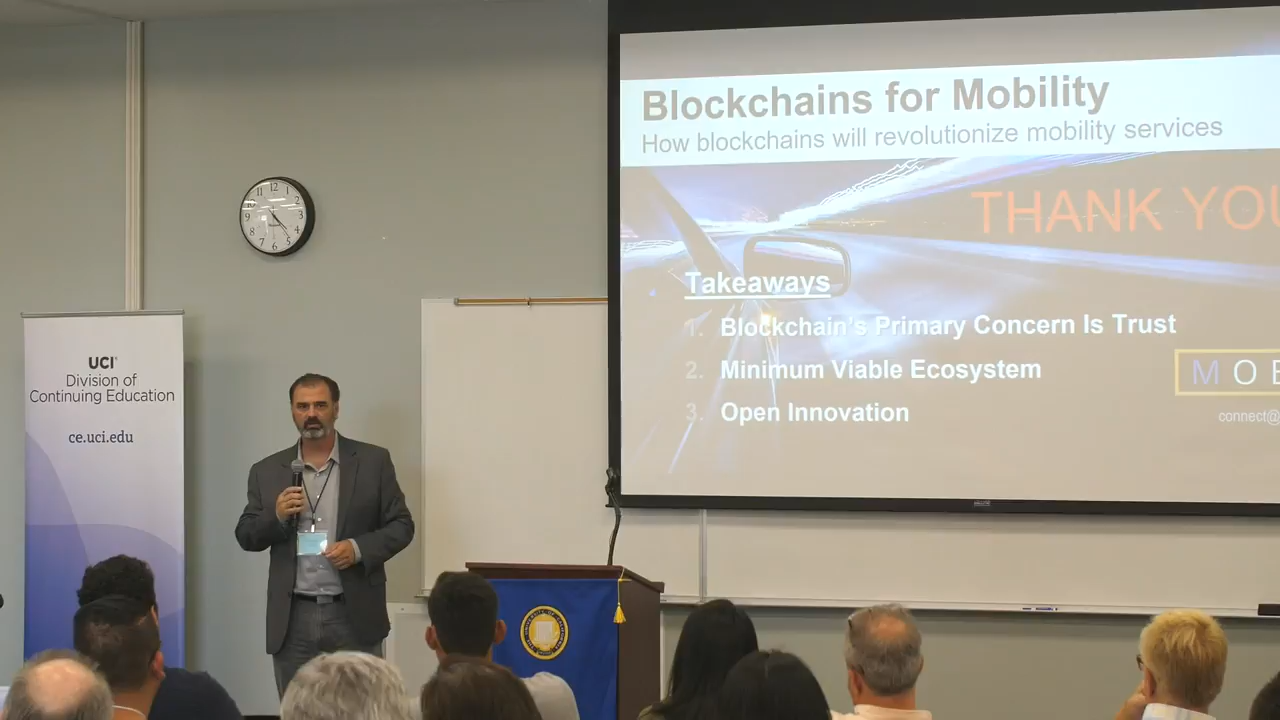 Blockchains for Mobility
How blockchains will revolutionize mobility services
THANK YOU
Takeaways
1. Blockchain's Primary Concern Is Trust
2. Minimum Viable Ecosystem
3. Open Innovation
MOB
connect@
UCI
Division of
Continuing Education
ce.uci.edu